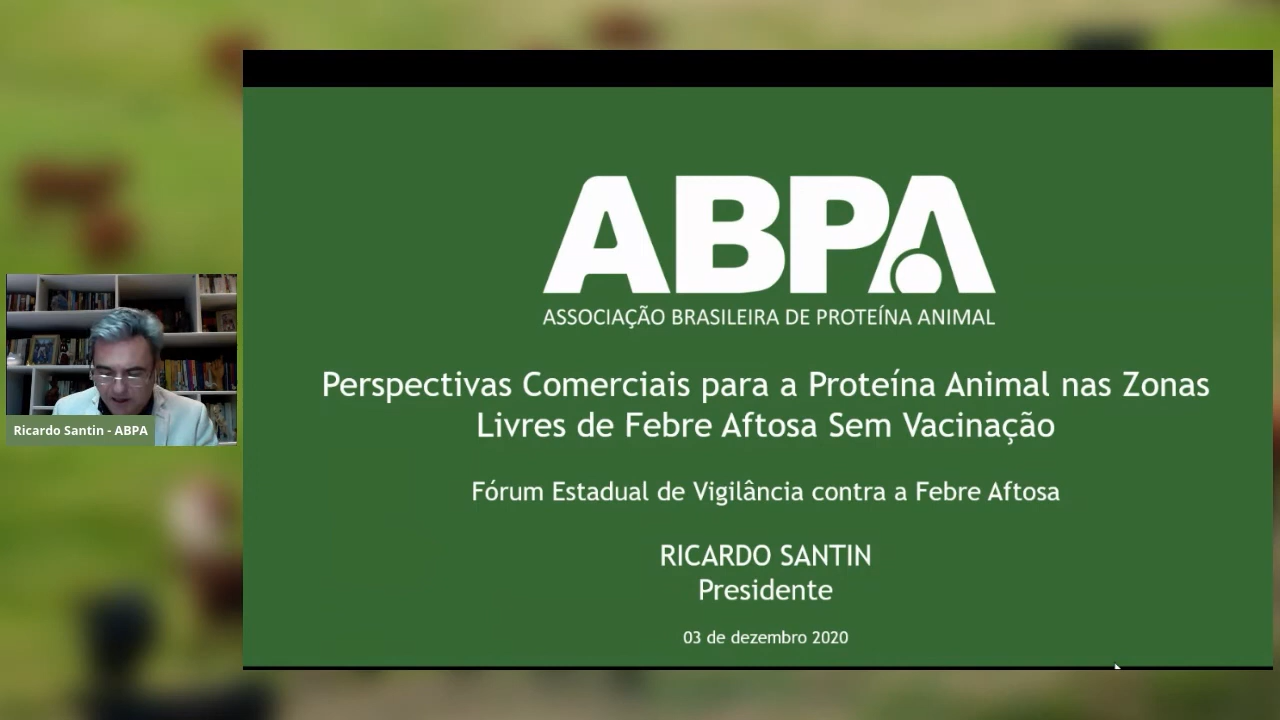 ABPA
ASSOCIAÇÃO BRASILEIRA DE PROTEÍNA ANIMAL
Perspectivas Comerciais para a Proteína Animal nas Zonas
Livres de Febre Aftosa Sem Vacinação
Fórum Estadual de Vigilância contra a Febre Aftosa
RICARDO SANTIN
Presidente
03 de dezembro 2020
Ricardo Santin - ABPA